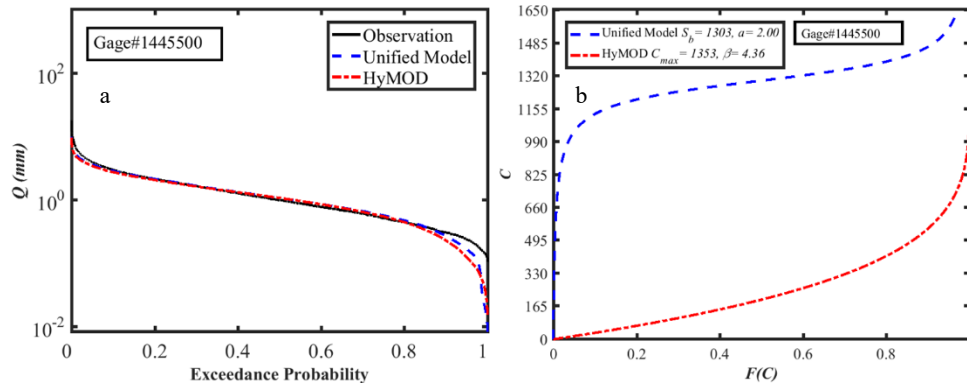 Gage#1445500
Observation
Unified Model
HyMOD
a
10^2
10^0
10^-2
Q (mm)
0 0.2 0.4 0.6 0.8 1
Exceedance Probability
Unified Model S_b = 1303, a = 2.00
HyMOD C_max = 1353, β = 4.36
Gage#1445500
b
1650
1485
1320
1155
990
825
660
495
330
165
0
C
0 0.2 0.4 0.6 0.8
F(C)